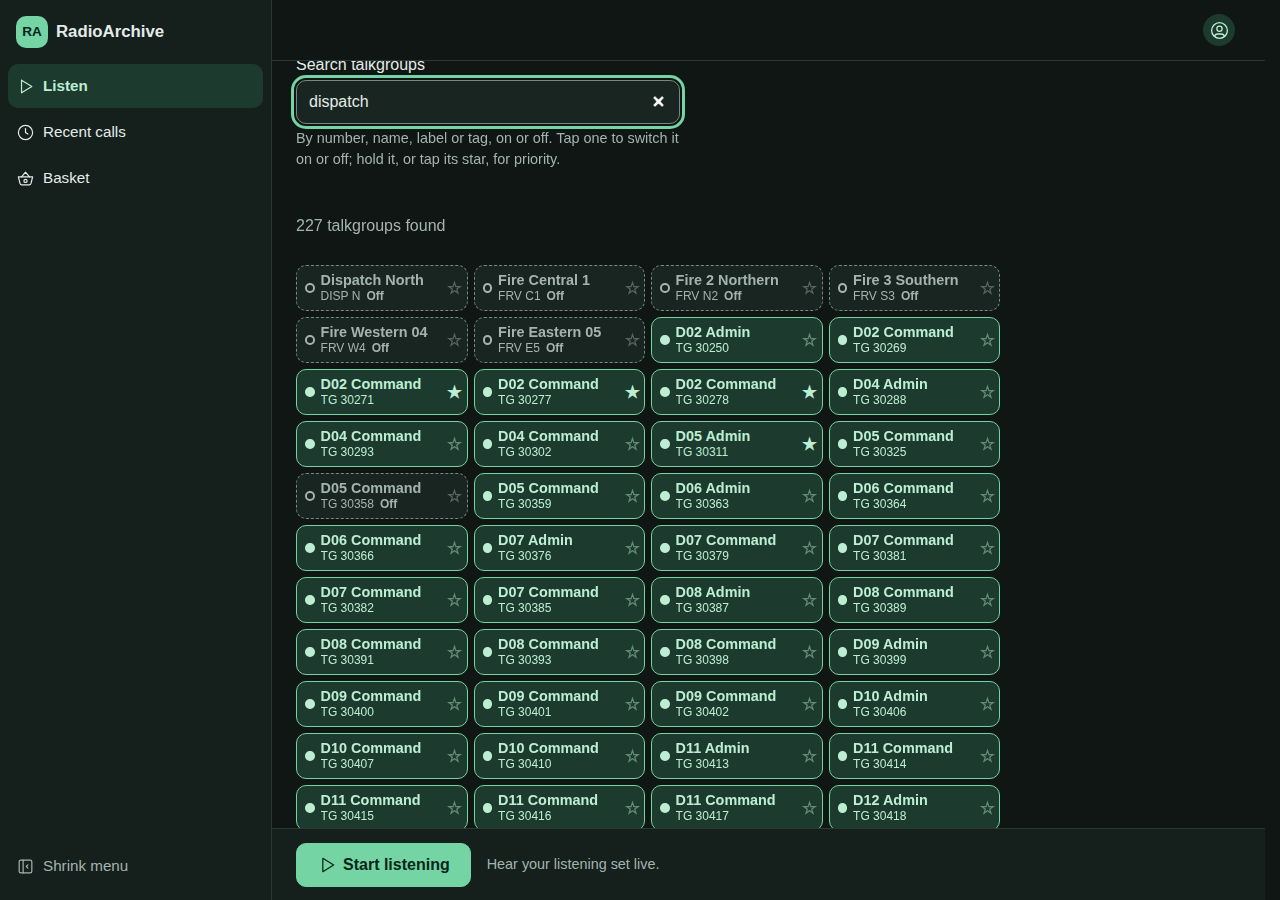 RA RadioArchive
Listen
Recent calls
Basket
Shrink menu
Search talkgroups
dispatch
By number, name, label or tag, on or off. Tap one to switch it
on or off; hold it, or tap its star, for priority.
227 talkgroups found
Dispatch North
DISP N Off
Fire Central 1
FRV C1 Off
Fire 2 Northern
FRV N2 Off
Fire 3 Southern
FRV S3 Off
Fire Western 04
FRV W4 Off
Fire Eastern 05
FRV E5 Off
D02 Admin
TG 30250
D02 Command
TG 30269
D02 Command
TG 30271
D02 Command
TG 30277
D02 Command
TG 30278
D04 Admin
TG 30288
D04 Command
TG 30293
D04 Command
TG 30302
D05 Admin
TG 30311
D05 Command
TG 30325
D05 Command
TG 30358 Off
D05 Command
TG 30359
D06 Admin
TG 30363
D06 Command
TG 30364
D06 Command
TG 30366
D07 Admin
TG 30376
D07 Command
TG 30379
D07 Command
TG 30381
D07 Command
TG 30382
D07 Command
TG 30385
D08 Admin
TG 30387
D08 Command
TG 30389
D08 Command
TG 30391
D08 Command
TG 30393
D08 Command
TG 30398
D09 Admin
TG 30399
D09 Command
TG 30400
D09 Command
TG 30401
D09 Command
TG 30402
D10 Admin
TG 30406
D10 Command
TG 30407
D10 Command
TG 30410
D11 Admin
TG 30413
D11 Command
TG 30414
D11 Command
TG 30415
D11 Command
TG 30416
D11 Command
TG 30417
D12 Admin
TG 30418
Start listening
Hear your listening set live.